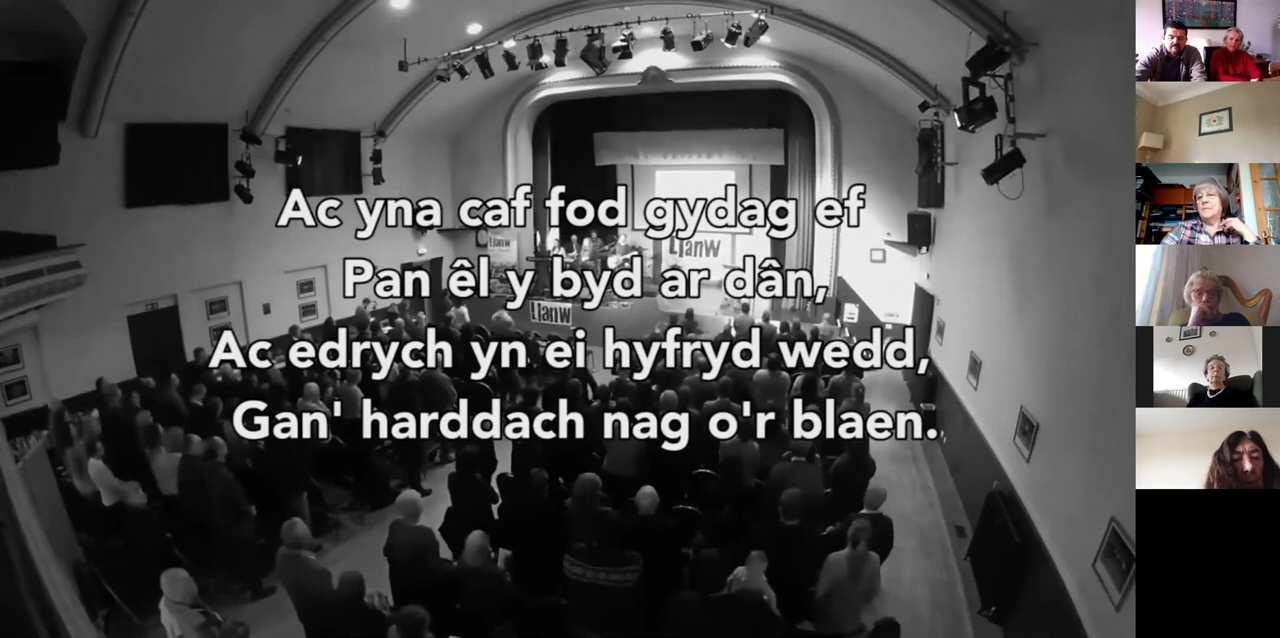 Ac yna caf fod gydag ef
Pan êl y byd ar dân,
Ac edrych yn ei hyfryd wedd,
Gan' harddach nag o'r blaen.
llanw
llanw
llanw